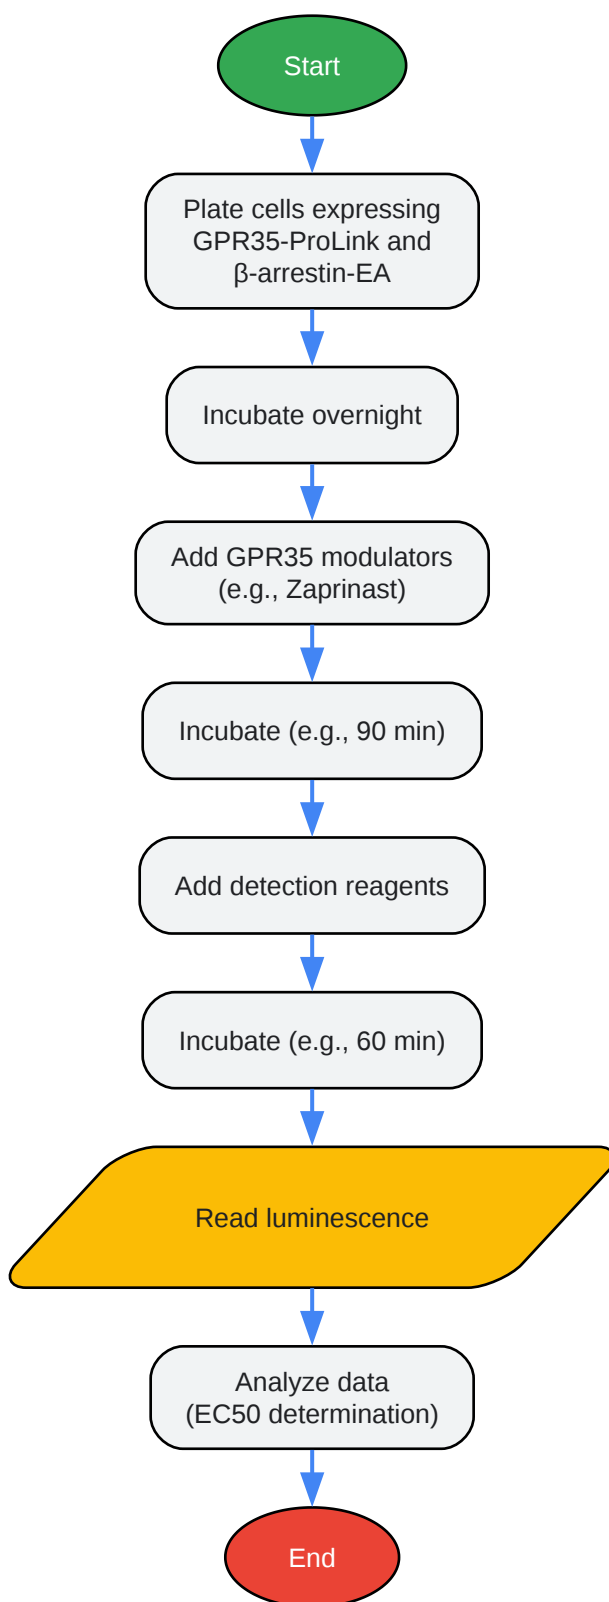 Start
Plate cells expressing
GPR35-ProLink and
β-arrestin-EA
Incubate overnight
Add GPR35 modulators
(e.g., Zaprinast)
Incubate (e.g., 90 min)
Add detection reagents
Incubate (e.g., 60 min)
Read luminescence
Analyze data
(EC50 determination)
End